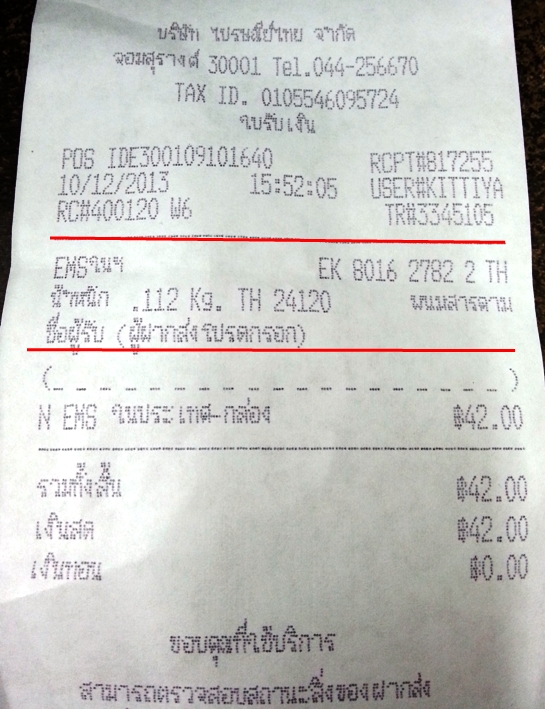 บริษัท ไปรษณีย์ไทย จำกัด
จอมสุรางค์ 30001 Tel.044-256670
TAX ID. 0105546095724
ใบรับเงิน
POS IDE300109101640 RCPT#817255
10/12/2013 15:52:05 USER#KITTIYA
RC#400120 W6 TR#3345105
EMSในฯ EK 8016 2782 2 TH
น้ำหนัก .112 Kg. TH 24120 พนมสารคาม
ชื่อผู้รับ (ผู้ฝากส่งโปรดกรอก)
(_ _ _ _ _ _ _ _ _ _ _ _ _ _ _ _ _)
N EMS ในประเทศ-กล่อง ฿42.00
รวมทั้งสิ้น ฿42.00
เงินสด ฿42.00
เงินทอน ฿0.00
ขอบคุณที่ใช้บริการ
สามารถตรวจสอบสถานะสิ่งของฝากส่ง